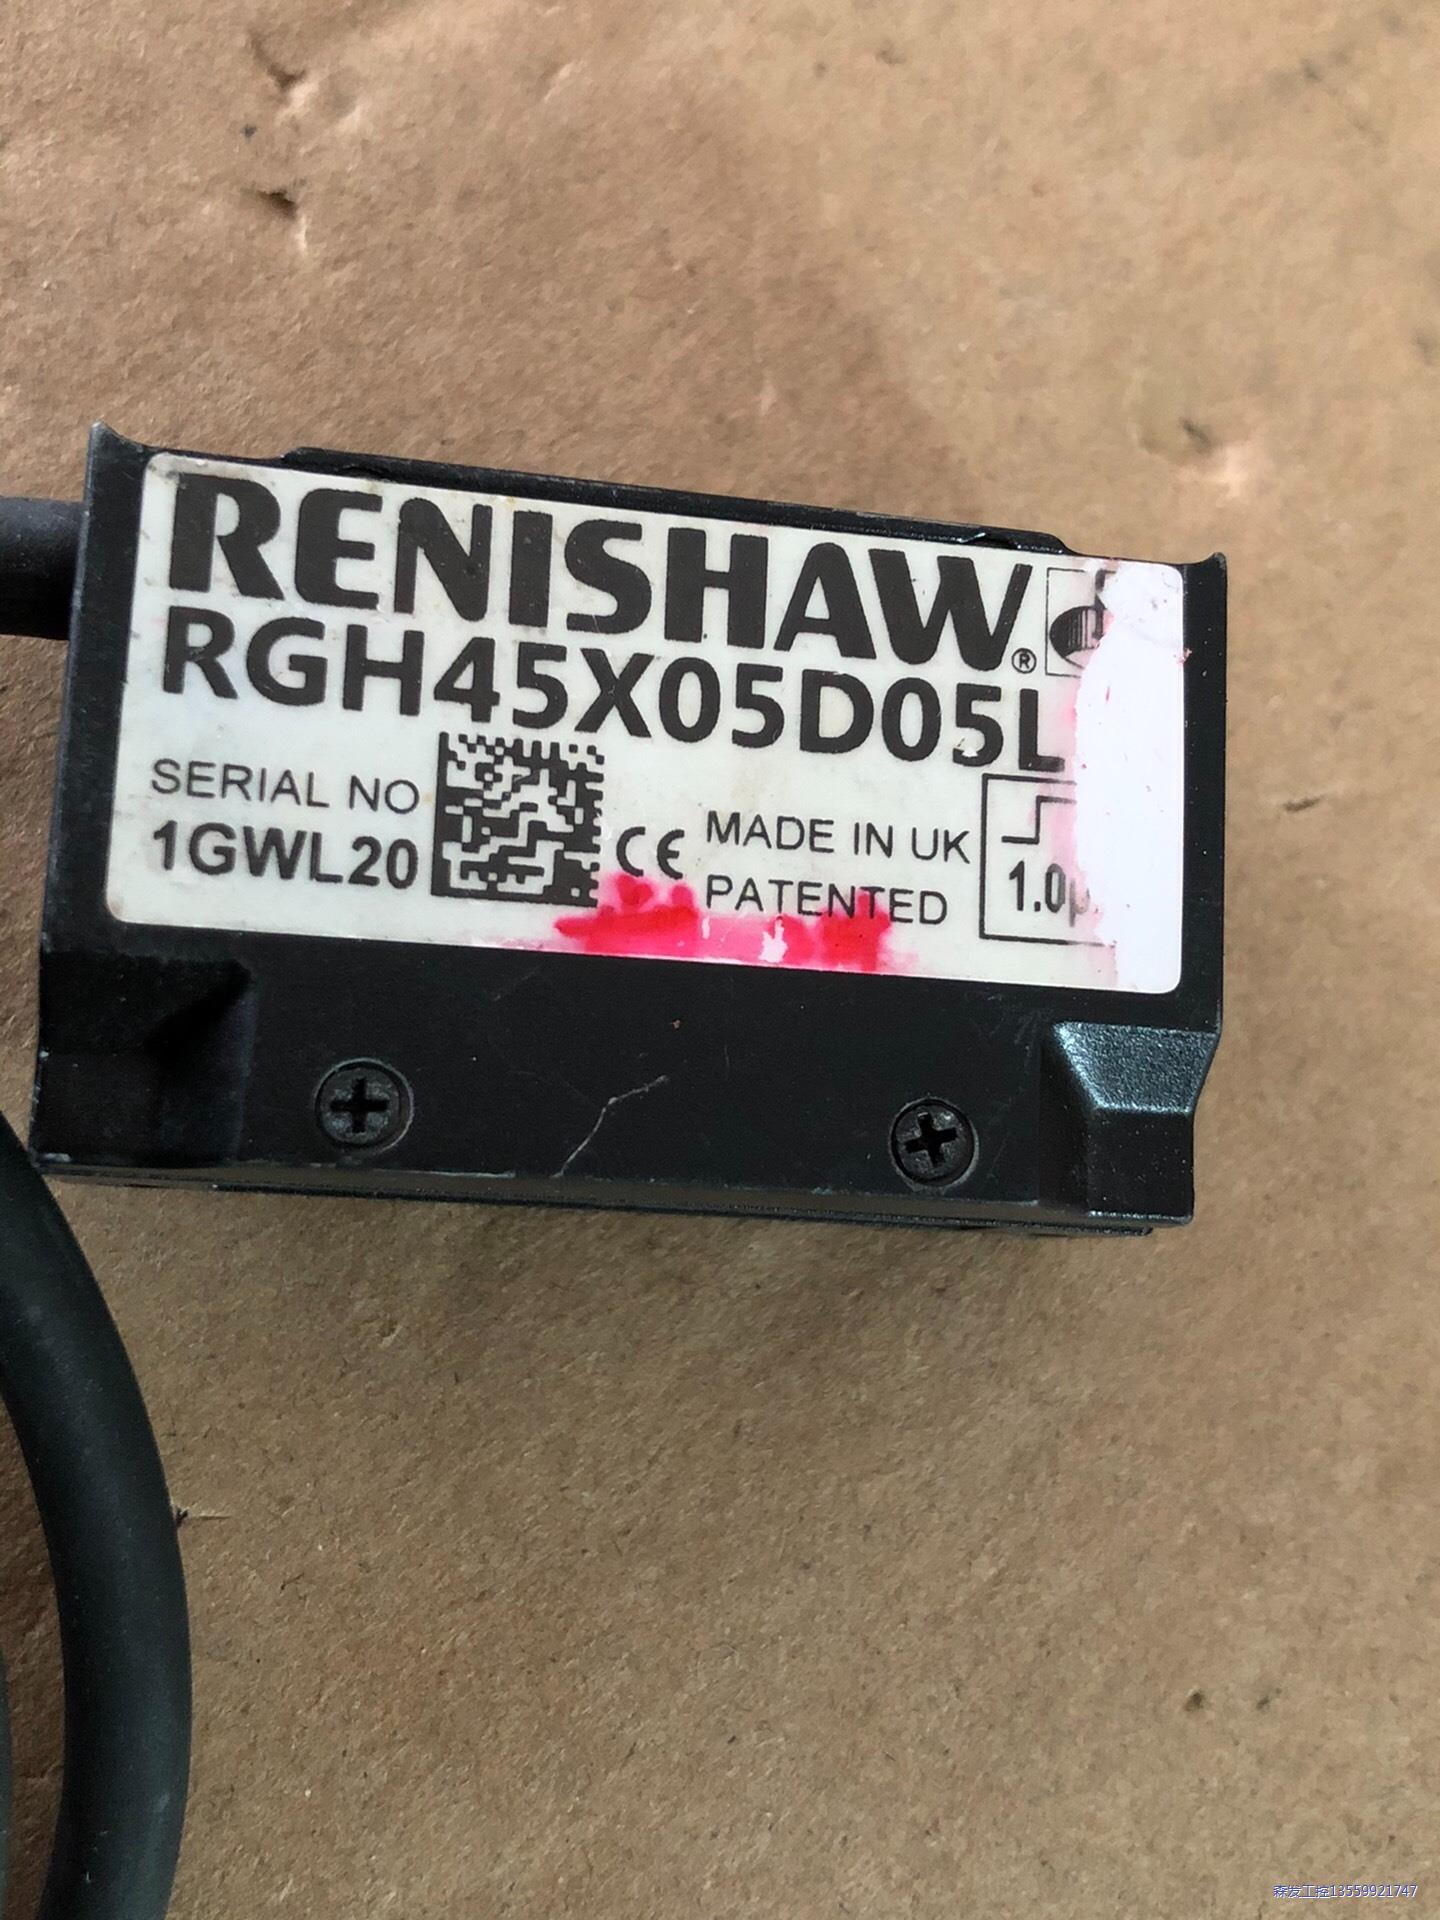 RENISHAW®
RGH45X05D05L
SERIAL NO
1GWL20
CE
MADE IN UK
PATENTED
1.0µ
森发工控13559921747